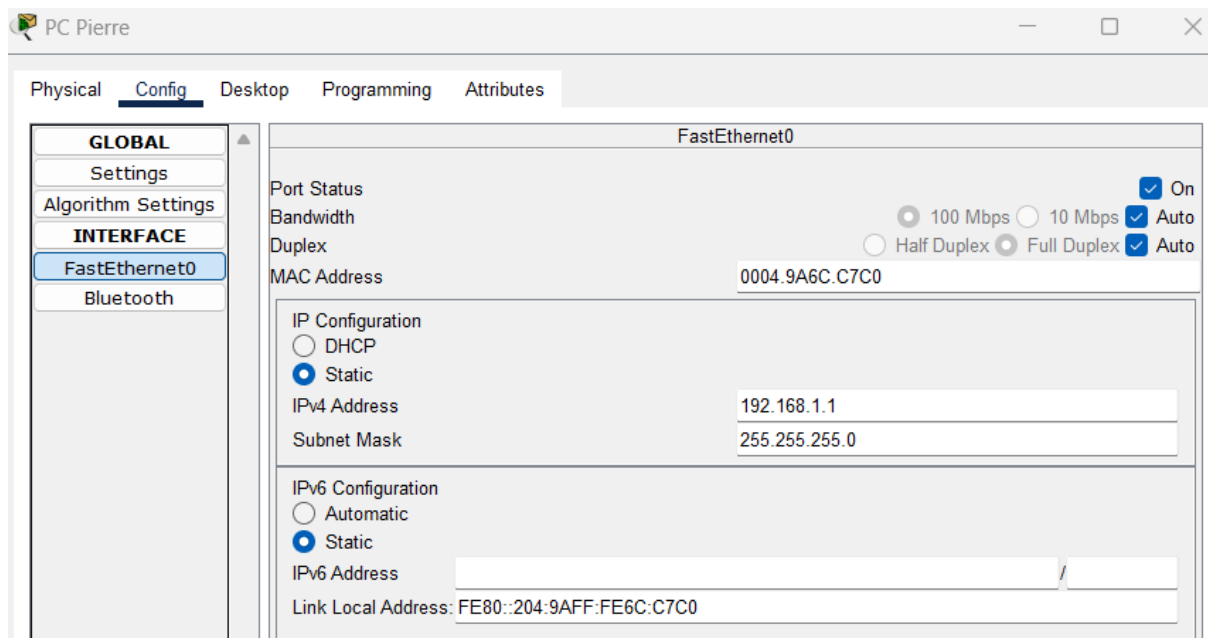 PC Pierre
Physical Config Desktop Programming Attributes
GLOBAL
Settings
Algorithm Settings
INTERFACE
FastEthernet0
Bluetooth
FastEthernet0
Port Status On
Bandwidth 100 Mbps 10 Mbps Auto
Duplex Half Duplex Full Duplex Auto
MAC Address 0004.9A6C.C7C0
IP Configuration
DHCP
Static
IPv4 Address 192.168.1.1
Subnet Mask 255.255.255.0
IPv6 Configuration
Automatic
Static
IPv6 Address /
Link Local Address: FE80::204:9AFF:FE6C:C7C0